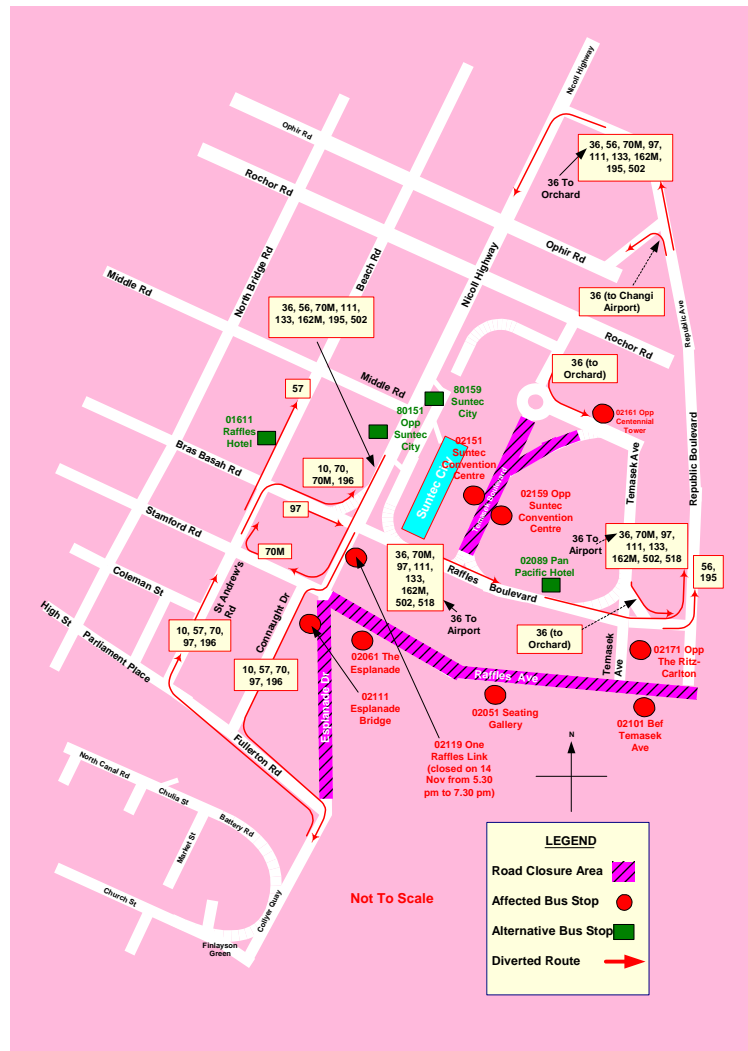 Nicoll Highway
Ophir Rd
36, 56, 70M, 97,
111, 133, 162M,
195, 502
36 To
Orchard
Rochor Rd
North Bridge Rd
Beach Rd
Nicoll Highway
Ophir Rd
Middle Rd
36 (to Changi
Airport)
36, 56, 70M, 111,
133, 162M, 195, 502
Republic Ave
Rochor Rd
36 (to
Orchard)
Middle Rd
57
80159
Suntec
City
80151
Opp
Suntec
City
01611
Raffles
Hotel
02161 Opp
Centennial
Tower
Bras Basah Rd
02151
Suntec
Convention
Centre
Suntec City
Temasek Boulevard
Temasek Ave
Republic Boulevard
10, 70,
70M, 196
97
02159 Opp
Suntec
Convention
Centre
Stamford Rd
36 To
Airport
36, 70M, 97,
111, 133,
162M, 502, 518
70M
36, 70M,
97, 111,
133,
162M,
502, 518
02089 Pan
Pacific Hotel
56,
195
Coleman St
St Andrew's
Rd
Connaught Dr
Raffles
Boulevard
36 To
Airport
High St
Parliament Place
10, 57, 70,
97, 196
36 (to
Orchard)
Temasek
Ave
02171 Opp
The Ritz-
Carlton
02061 The
Esplanade
10, 57, 70,
97, 196
Raffles Ave
Esplanade Dr
02111
Esplanade
Bridge
02051 Seating
Gallery
02101 Bef
Temasek
Ave
Fullerton Rd
02119 One
Raffles Link
(closed on 14
Nov from 5.30
pm to 7.30 pm)
N
North Canal Rd
Chulia St
Battery Rd
Market St
Church St
Collyer Quay
Finlayson
Green
Not To Scale
LEGEND
Road Closure Area
Affected Bus Stop
Alternative Bus Stop
Diverted Route